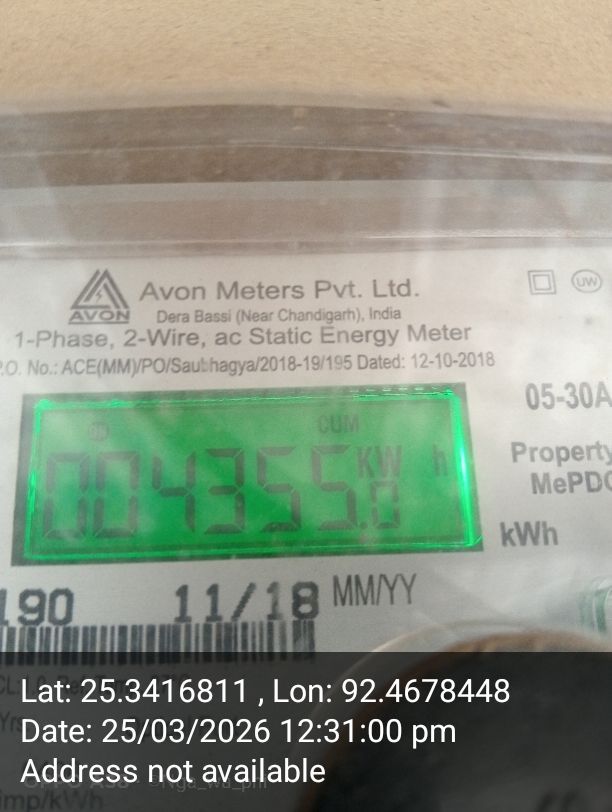 AVON
Avon Meters Pvt. Ltd.
UW
Dera Bassi (Near Chandigarh), India
1-Phase, 2-Wire, ac Static Energy Meter
P.O. No.: ACE(MM)/PO/Saubhagya/2018-19/195 Dated: 12-10-2018
05-30A
CUM
004355.0 KW h
Property
MePDC
kWh
190 11/18 MM/YY
Lat: 25.3416811 , Lon: 92.4678448
Date: 25/03/2026 12:31:00 pm
Address not available
imp/kWh